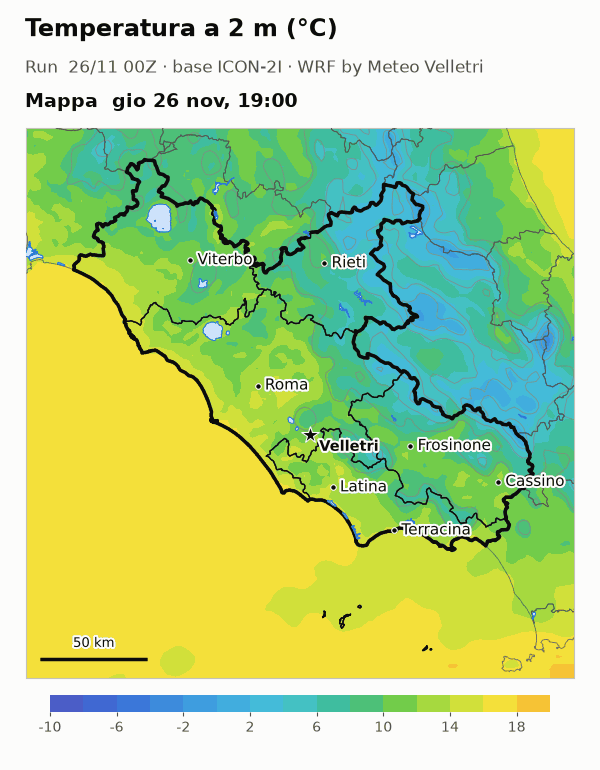 Temperatura a 2 m (°C)
Run  26/11 00Z · base ICON-2I · WRF by Meteo Velletri
Mappa  gio 26 nov, 19:00
Viterbo
Rieti
Roma
Velletri
Frosinone
Latina
Cassino
Terracina
50 km
-10 -6 -2 2 6 10 14 18